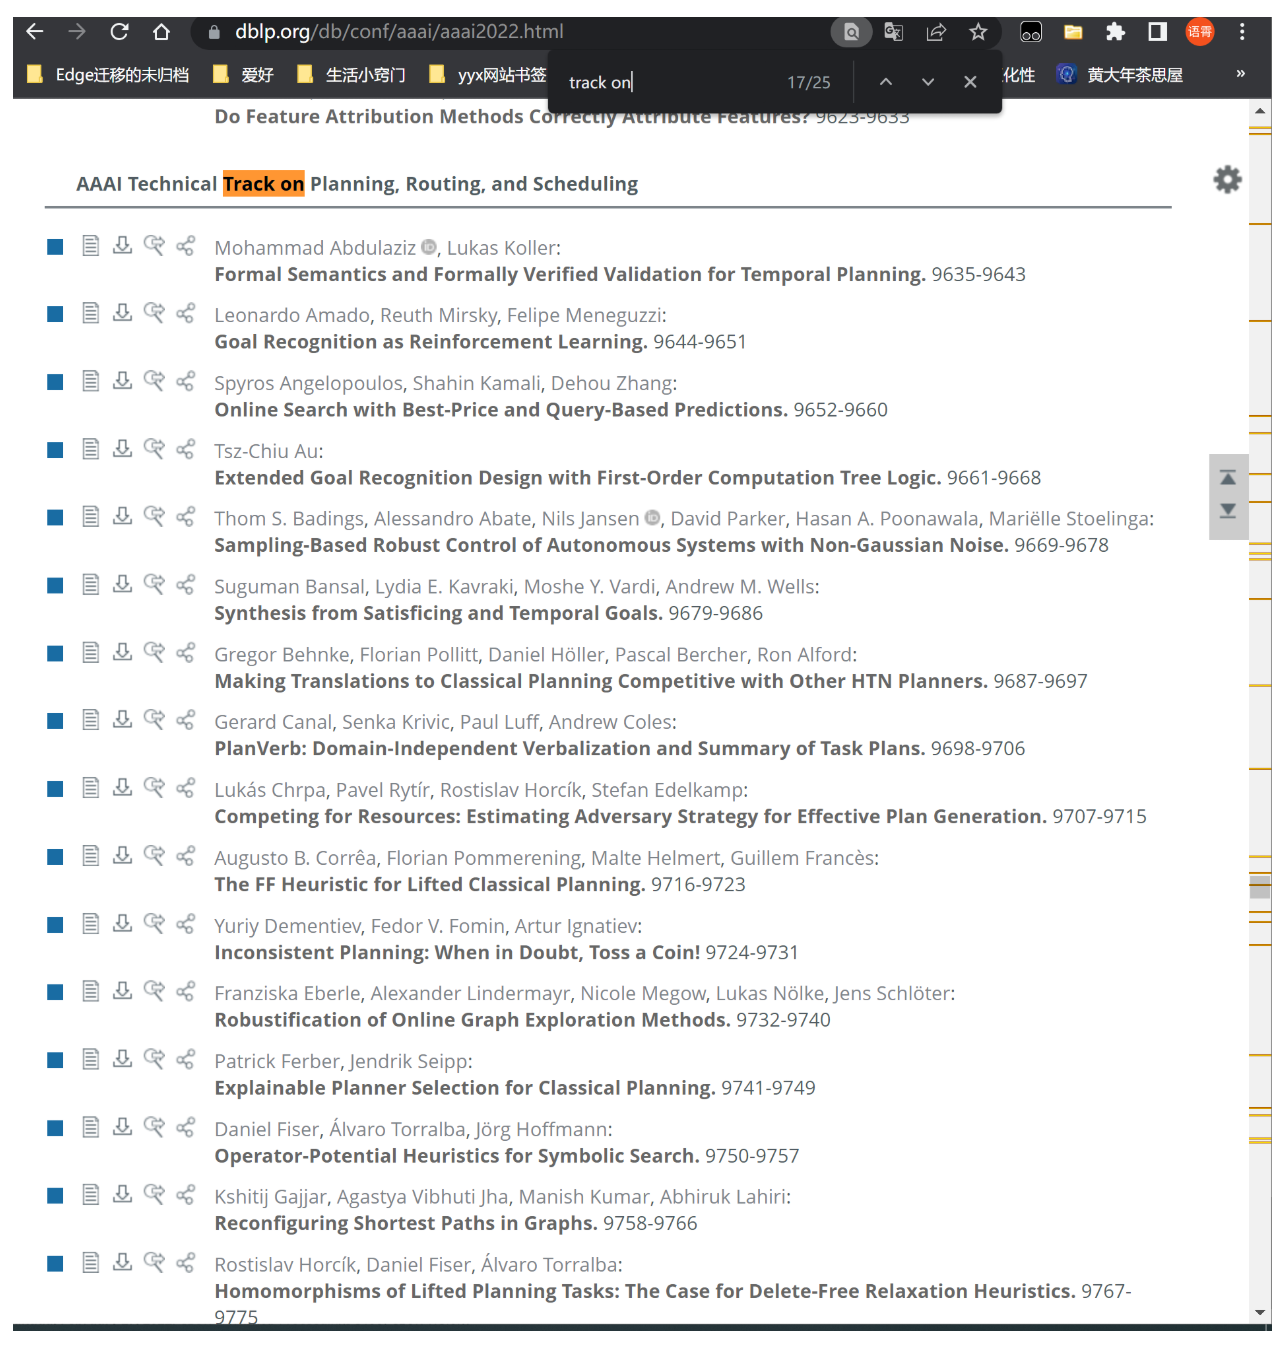 dblp.org/db/conf/aaai/aaai2022.html
语霄
Edge迁移的未归档 爱好 生活小窍门 yyx网站书签 化性 黄大年茶思屋 »
track on 17/25
Do Feature Attribution Methods Correctly Attribute Features? 9623-9633
AAAI Technical Track on Planning, Routing, and Scheduling
Mohammad Abdulaziz iD, Lukas Koller:
Formal Semantics and Formally Verified Validation for Temporal Planning. 9635-9643
Leonardo Amado, Reuth Mirsky, Felipe Meneguzzi:
Goal Recognition as Reinforcement Learning. 9644-9651
Spyros Angelopoulos, Shahin Kamali, Dehou Zhang:
Online Search with Best-Price and Query-Based Predictions. 9652-9660
Tsz-Chiu Au:
Extended Goal Recognition Design with First-Order Computation Tree Logic. 9661-9668
Thom S. Badings, Alessandro Abate, Nils Jansen iD, David Parker, Hasan A. Poonawala, Mariëlle Stoelinga:
Sampling-Based Robust Control of Autonomous Systems with Non-Gaussian Noise. 9669-9678
Suguman Bansal, Lydia E. Kavraki, Moshe Y. Vardi, Andrew M. Wells:
Synthesis from Satisficing and Temporal Goals. 9679-9686
Gregor Behnke, Florian Pollitt, Daniel Höller, Pascal Bercher, Ron Alford:
Making Translations to Classical Planning Competitive with Other HTN Planners. 9687-9697
Gerard Canal, Senka Krivic, Paul Luff, Andrew Coles:
PlanVerb: Domain-Independent Verbalization and Summary of Task Plans. 9698-9706
Lukás Chrpa, Pavel Rytír, Rostislav Horcík, Stefan Edelkamp:
Competing for Resources: Estimating Adversary Strategy for Effective Plan Generation. 9707-9715
Augusto B. Corrêa, Florian Pommerening, Malte Helmert, Guillem Francès:
The FF Heuristic for Lifted Classical Planning. 9716-9723
Yuriy Dementiev, Fedor V. Fomin, Artur Ignatiev:
Inconsistent Planning: When in Doubt, Toss a Coin! 9724-9731
Franziska Eberle, Alexander Lindermayr, Nicole Megow, Lukas Nölke, Jens Schlöter:
Robustification of Online Graph Exploration Methods. 9732-9740
Patrick Ferber, Jendrik Seipp:
Explainable Planner Selection for Classical Planning. 9741-9749
Daniel Fiser, Álvaro Torralba, Jörg Hoffmann:
Operator-Potential Heuristics for Symbolic Search. 9750-9757
Kshitij Gajjar, Agastya Vibhuti Jha, Manish Kumar, Abhiruk Lahiri:
Reconfiguring Shortest Paths in Graphs. 9758-9766
Rostislav Horcík, Daniel Fiser, Álvaro Torralba:
Homomorphisms of Lifted Planning Tasks: The Case for Delete-Free Relaxation Heuristics. 9767-
9775